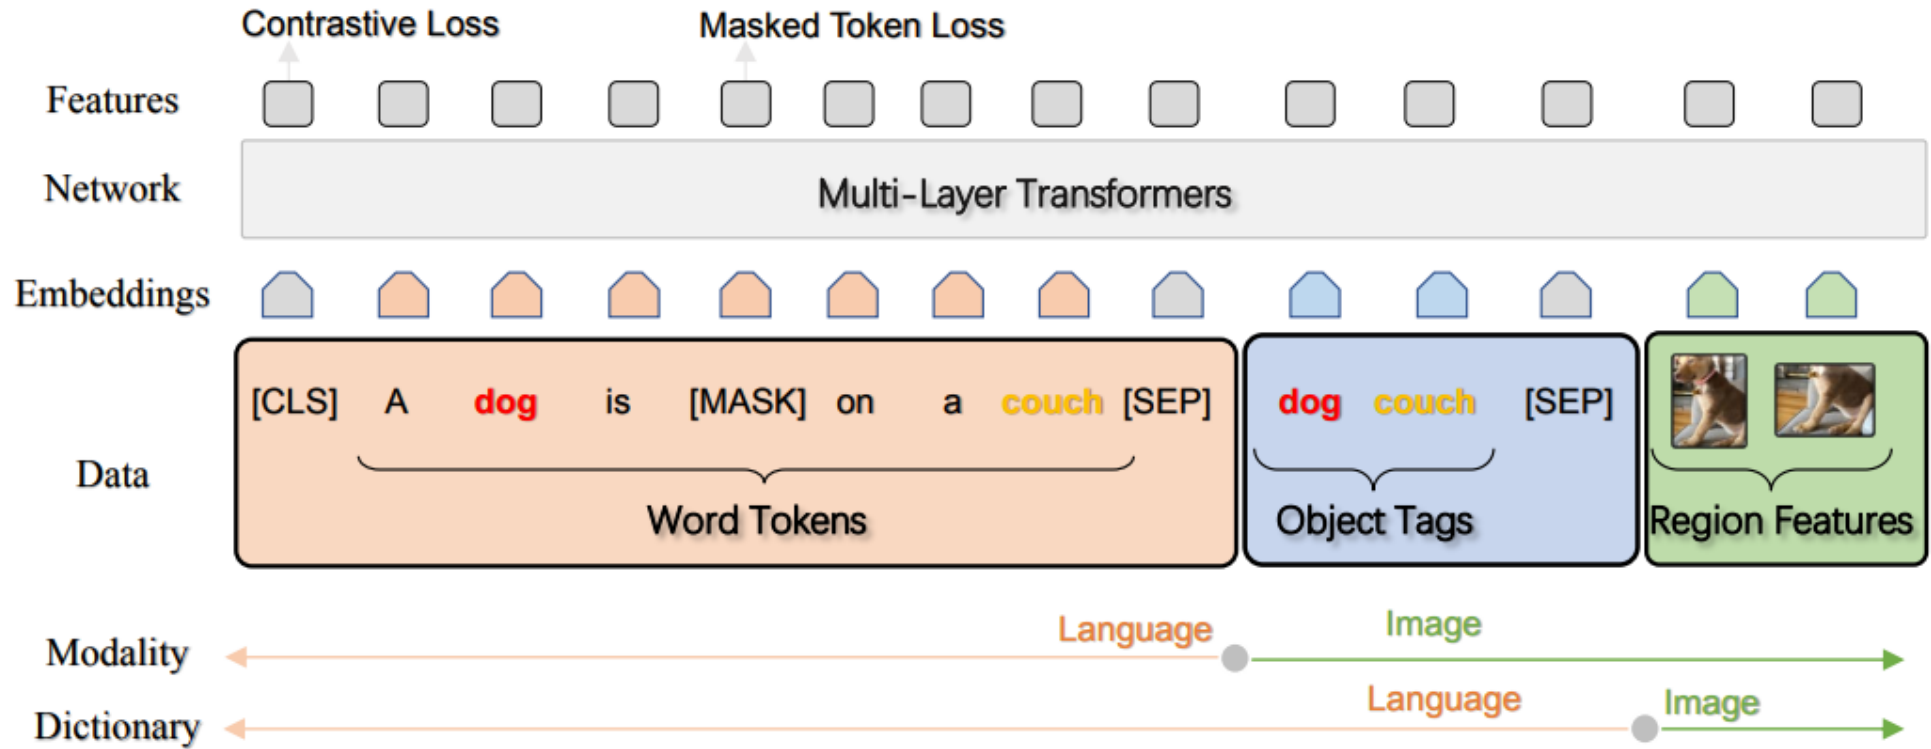 Contrastive Loss Masked Token Loss
Features
Network Multi-Layer Transformers
Embeddings
[CLS] A dog is [MASK] on a couch [SEP] dog couch [SEP]
Data
Word Tokens Object Tags Region Features
Language Image
Modality
Language Image
Dictionary